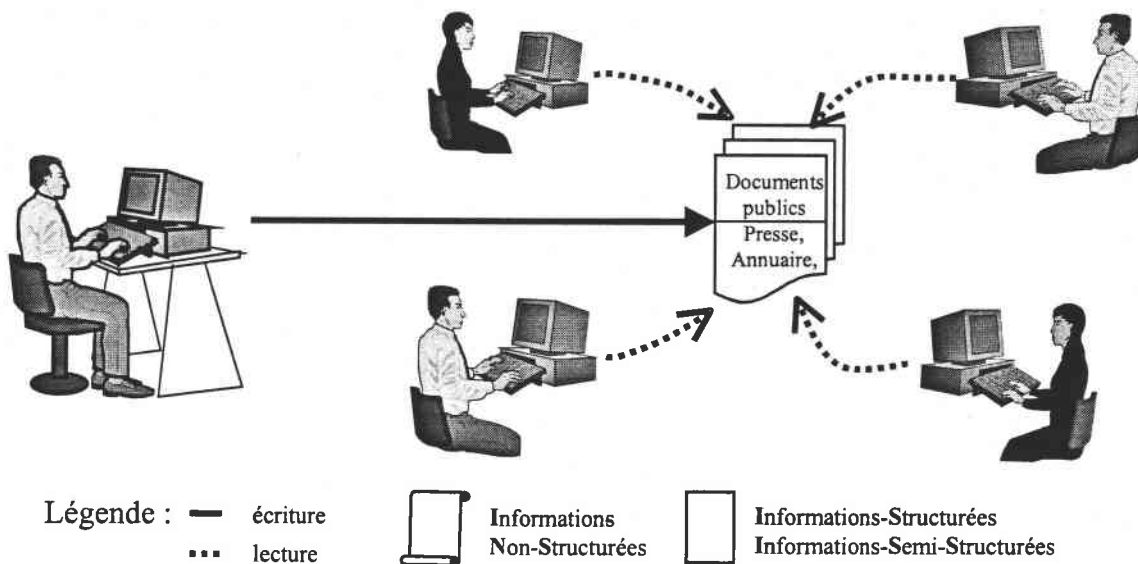 Documents
publics
Presse,
Annuaire,
Légende :
écriture
lecture
Informations
Non-Structurées
Informations-Structurées
Informations-Semi-Structurées